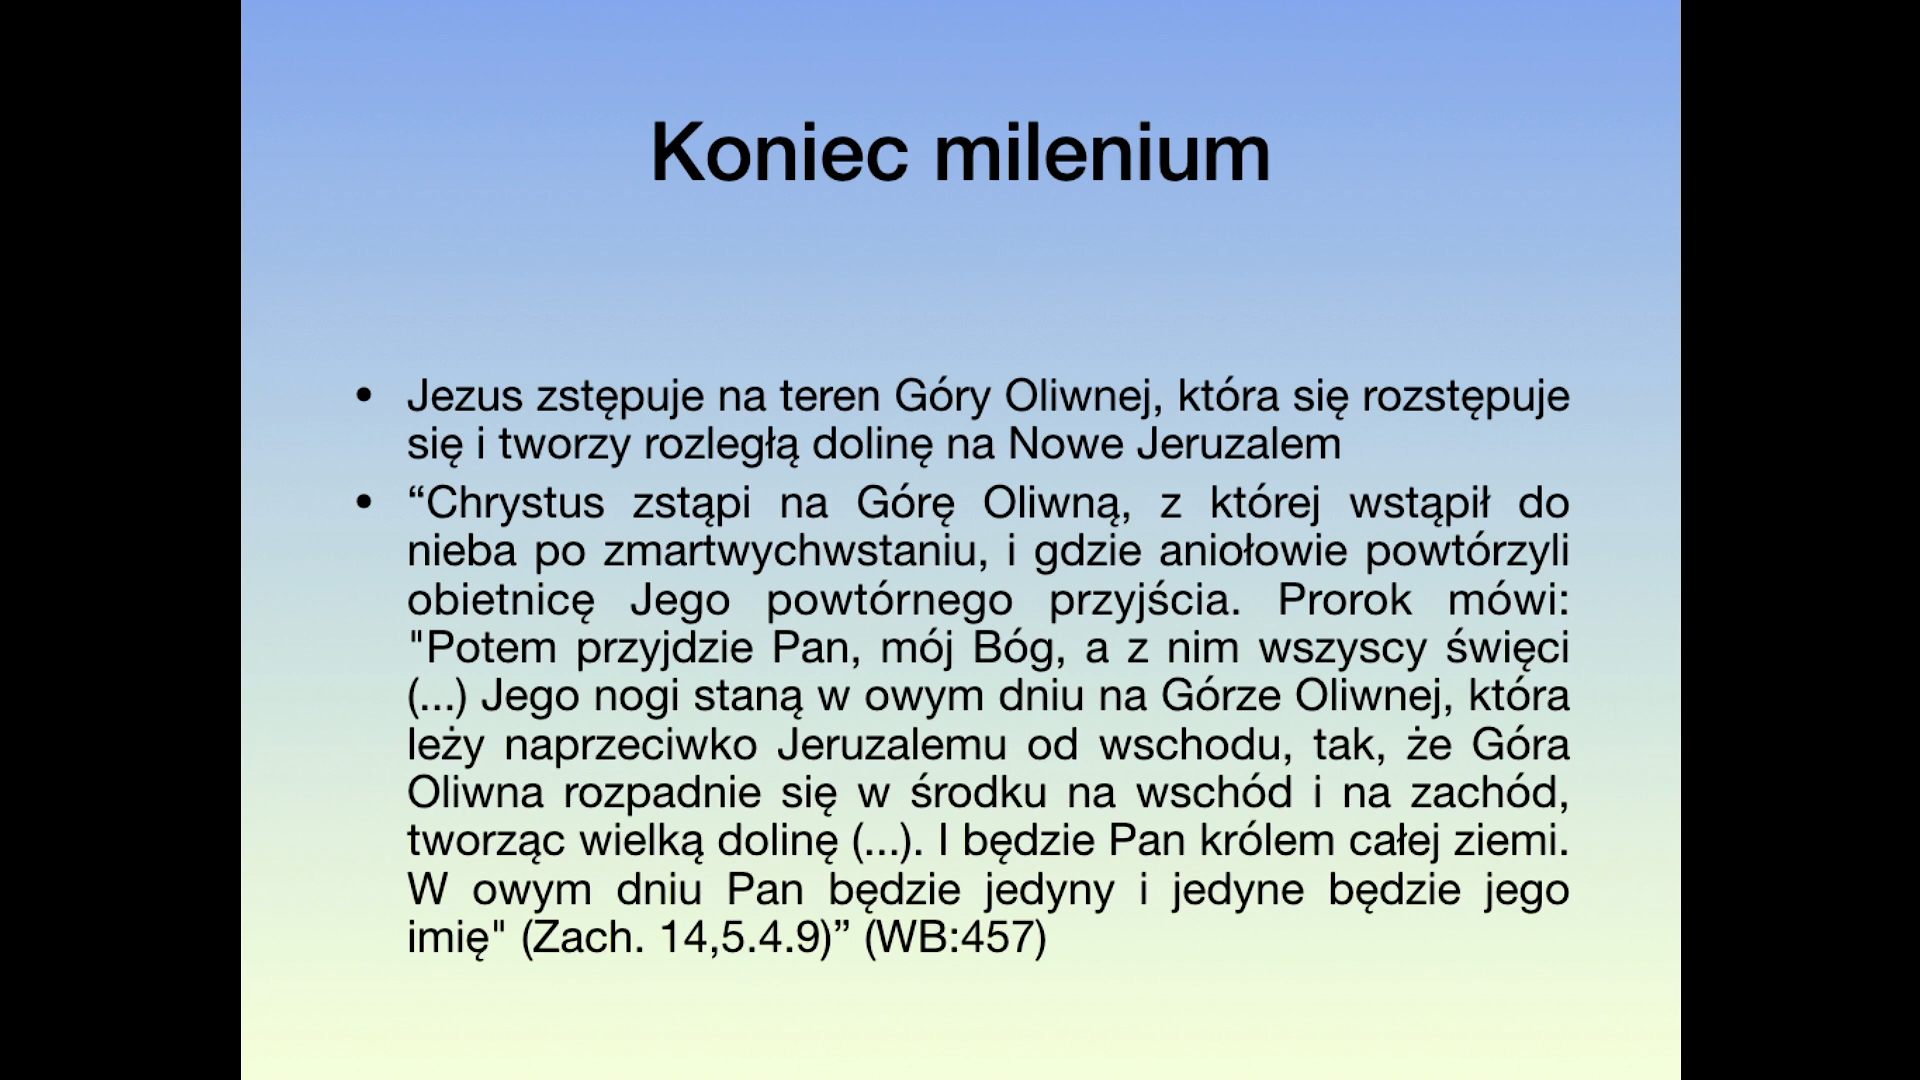 Koniec milenium
• Jezus zstępuje na teren Góry Oliwnej, która się rozstępuje
się i tworzy rozległą dolinę na Nowe Jeruzalem
• “Chrystus zstąpi na Górę Oliwną, z której wstąpił do
nieba po zmartwychwstaniu, i gdzie aniołowie powtórzyli
obietnicę Jego powtórnego przyjścia. Prorok mówi:
"Potem przyjdzie Pan, mój Bóg, a z nim wszyscy święci
(...) Jego nogi staną w owym dniu na Górze Oliwnej, która
leży naprzeciwko Jeruzalemu od wschodu, tak, że Góra
Oliwna rozpadnie się w środku na wschód i na zachód,
tworząc wielką dolinę (...). I będzie Pan królem całej ziemi.
W owym dniu Pan będzie jedyny i jedyne będzie jego
imię" (Zach. 14,5.4.9)” (WB:457)